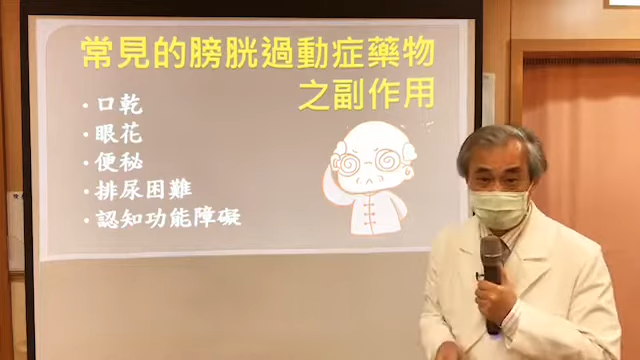 常見的膀胱過動症藥物
之副作用
· 口乾
· 眼花
· 便秘
· 排尿困難
· 認知功能障礙